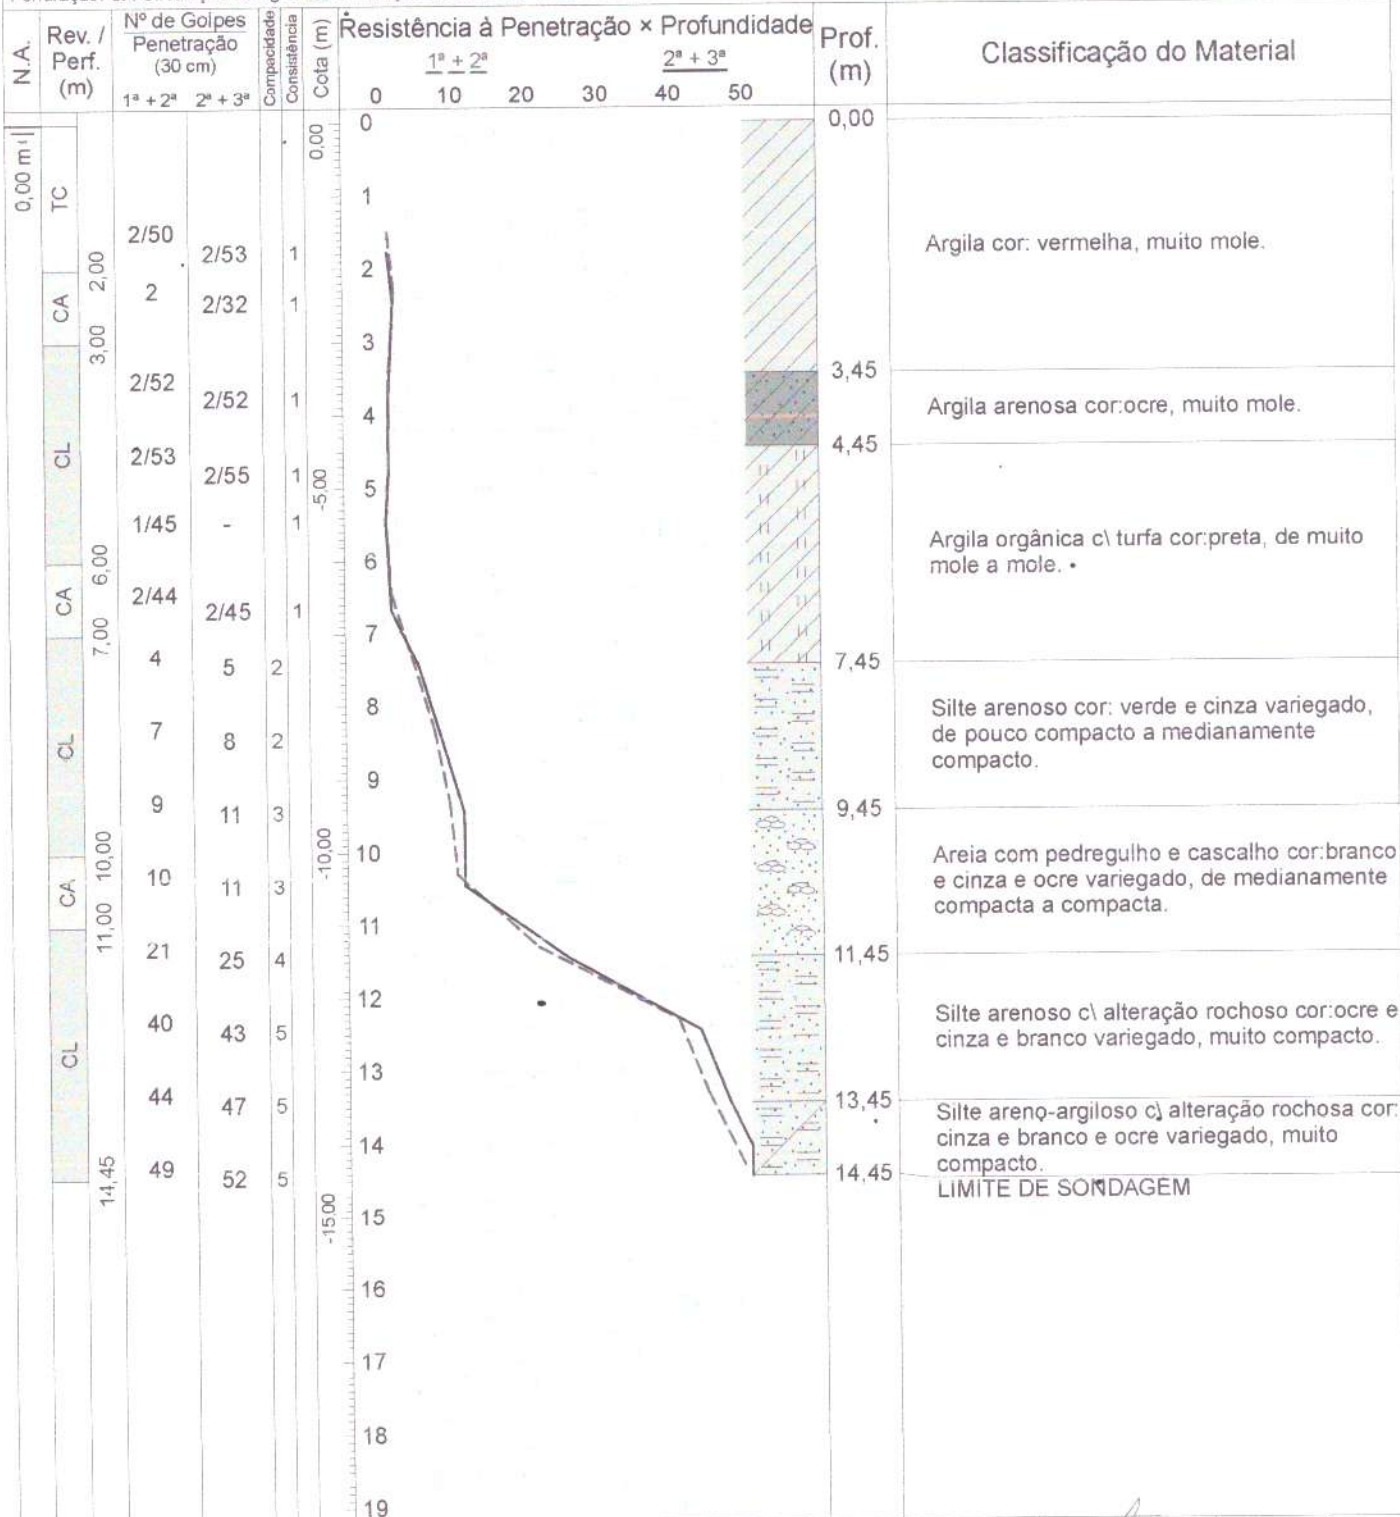 N.A.
Rev. /
Perf.
(m)
Nº de Golpes
Penetração
(30 cm)
1ª + 2ª 2ª + 3ª
Compacidade
Consistência
Cota (m)
Resistência à Penetração × Profundidade
1ª + 2ª 2ª + 3ª
0 10 20 30 40 50
Prof.
(m)
Classificação do Material
0,00 m
TC
2,00
CA
3,00
CL
6,00
CA
7,00
CL
10,00
CA
11,00
CL
14,45
2/50 2/53 1
2 2/32 1
2/52 2/52 1
2/53 2/55 1
1/45 - 1
2/44 2/45 1
4 5 2
7 8 2
9 11 3
10 11 3
21 25 4
40 43 5
44 47 5
49 52 5
0,00
-5,00
-10,00
-15,00
0
1
2
3
4
5
6
7
8
9
10
11
12
13
14
15
16
17
18
19
0,00
Argila cor: vermelha, muito mole.
3,45
Argila arenosa cor:ocre, muito mole.
4,45
Argila orgânica c\ turfa cor:preta, de muito
mole a mole.
7,45
Silte arenoso cor: verde e cinza variegado,
de pouco compacto a medianamente
compacto.
9,45
Areia com pedregulho e cascalho cor:branco
e cinza e ocre variegado, de medianamente
compacta a compacta.
11,45
Silte arenoso c\ alteração rochoso cor:ocre e
cinza e branco variegado, muito compacto.
13,45
Silte areno-argiloso c\ alteração rochosa cor:
cinza e branco e ocre variegado, muito
compacto.
14,45
LIMITE DE SONDAGEM